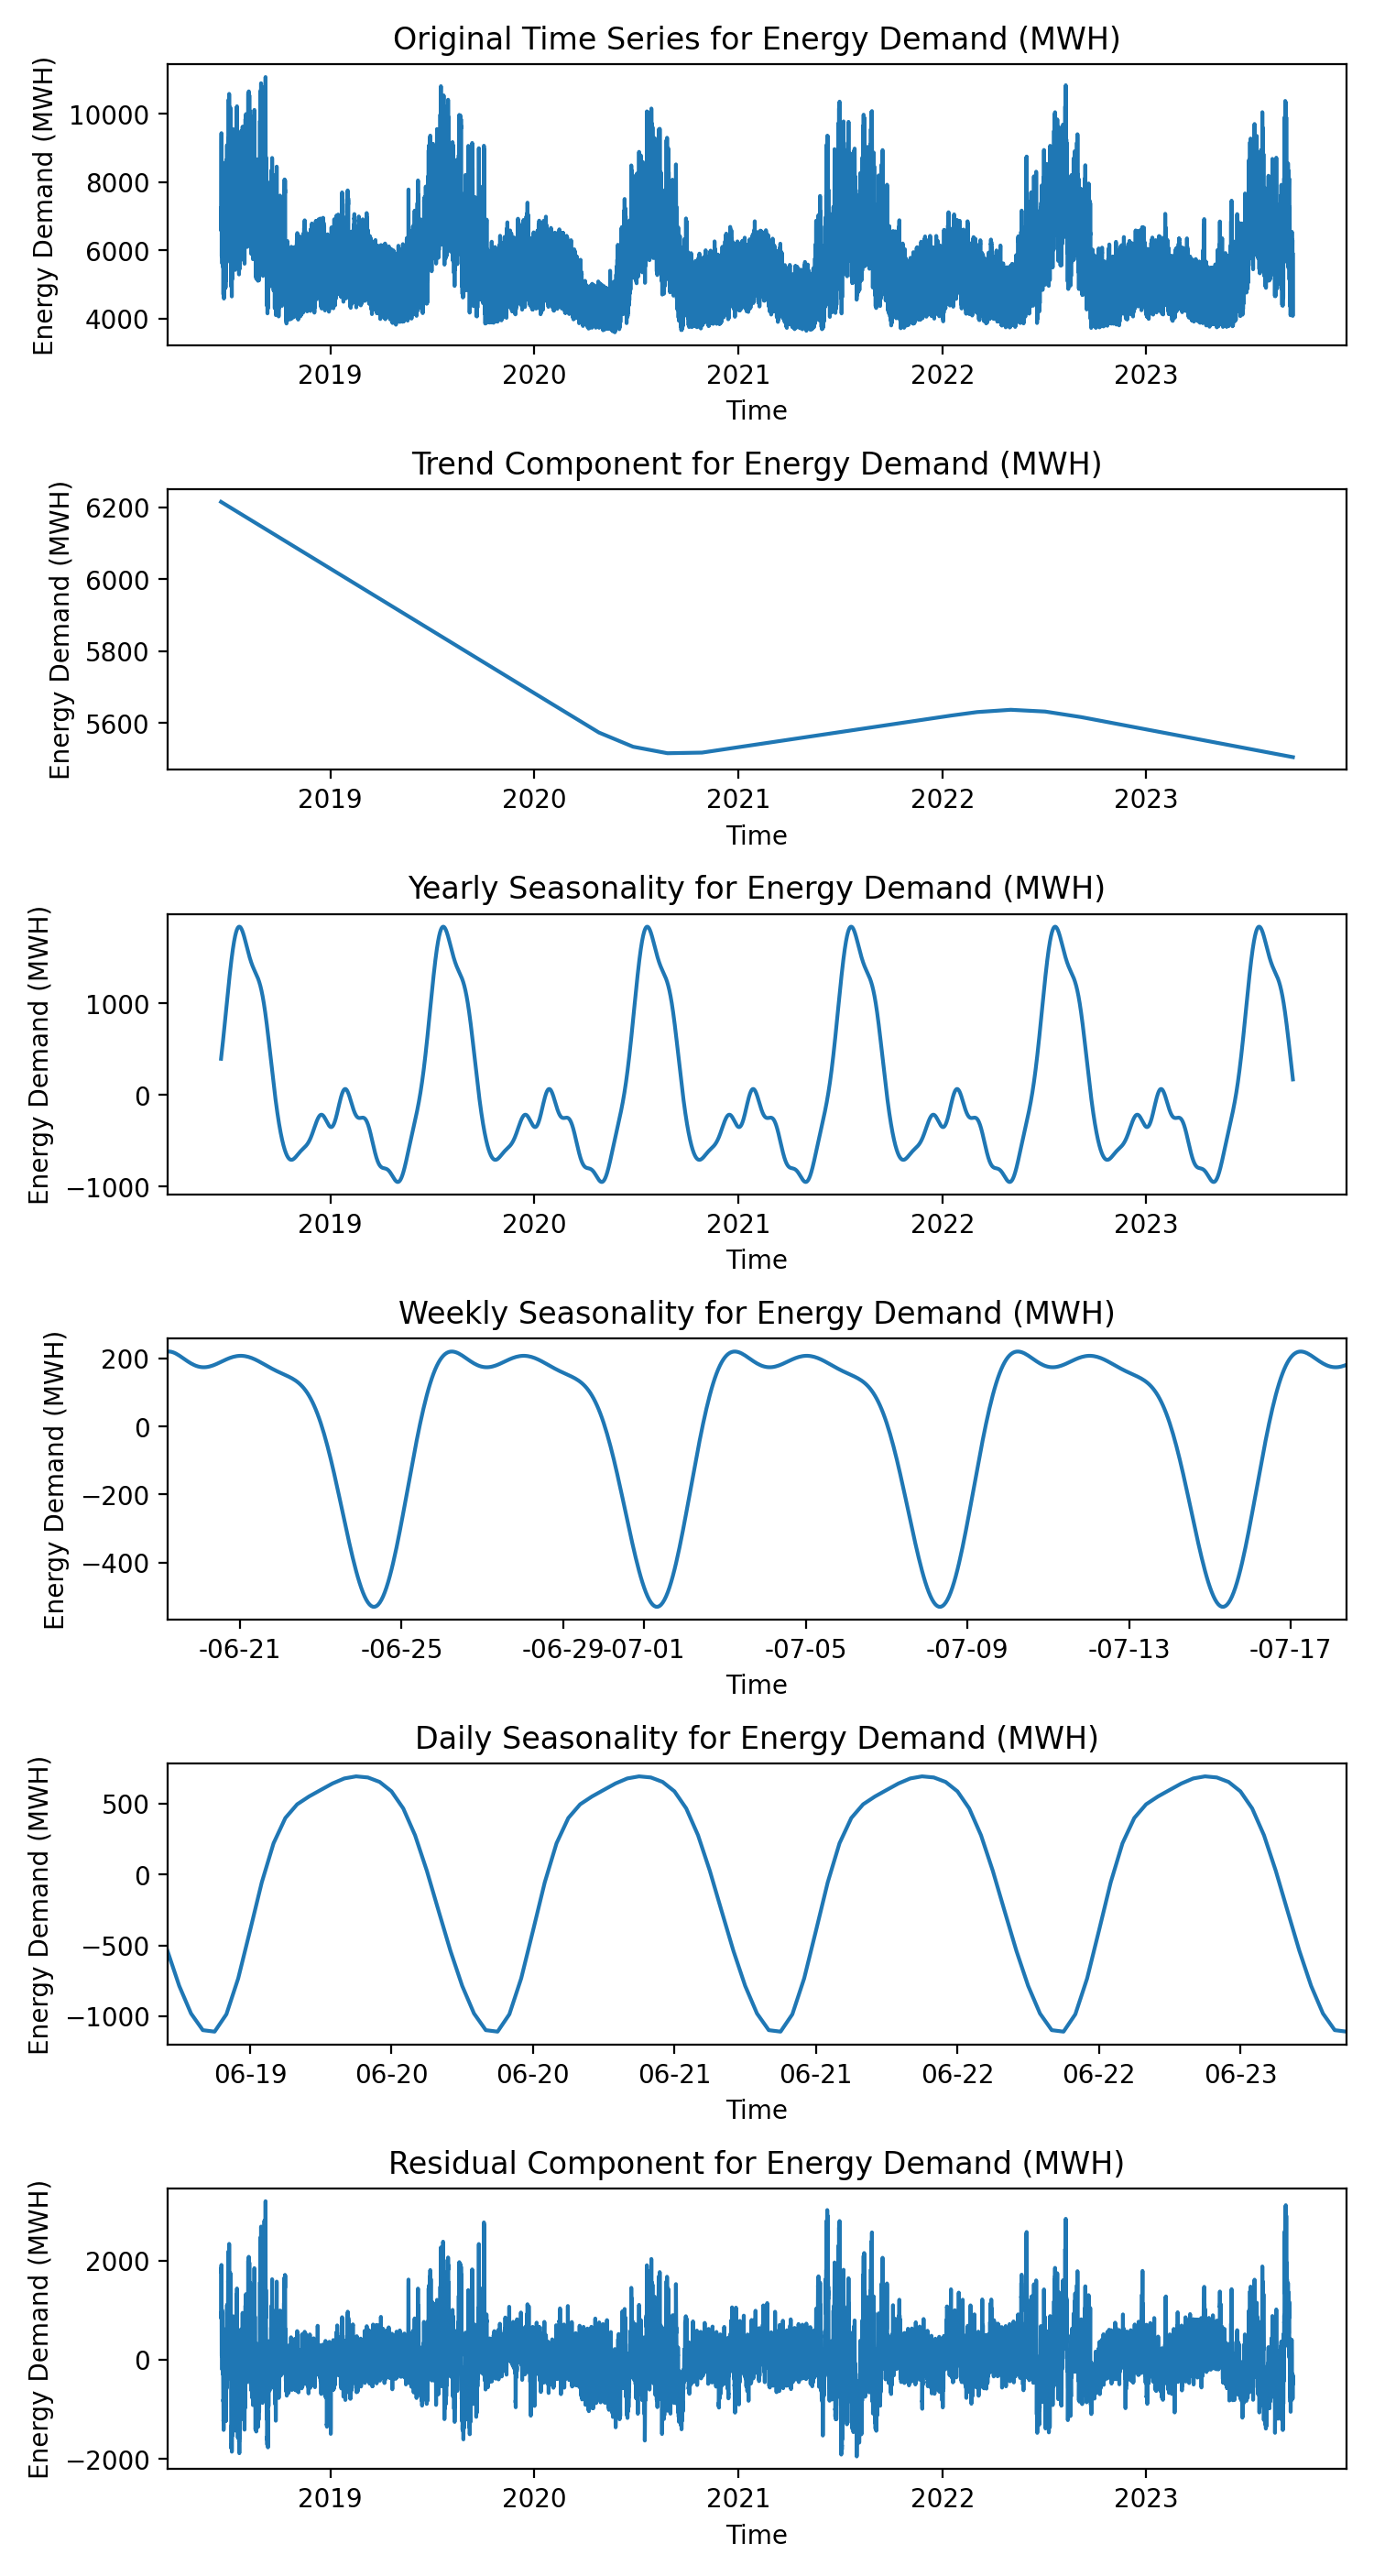 Original Time Series for Energy Demand (MWH)
Energy Demand (MWH)
10000
8000
6000
4000
2019 2020 2021 2022 2023
Time
Trend Component for Energy Demand (MWH)
Energy Demand (MWH)
6200
6000
5800
5600
2019 2020 2021 2022 2023
Time
Yearly Seasonality for Energy Demand (MWH)
Energy Demand (MWH)
1000
0
−1000
2019 2020 2021 2022 2023
Time
Weekly Seasonality for Energy Demand (MWH)
Energy Demand (MWH)
200
0
−200
−400
-06-21 -06-25 -06-29 -07-01 -07-05 -07-09 -07-13 -07-17
Time
Daily Seasonality for Energy Demand (MWH)
Energy Demand (MWH)
500
0
−500
−1000
06-19 06-20 06-20 06-21 06-21 06-22 06-22 06-23
Time
Residual Component for Energy Demand (MWH)
Energy Demand (MWH)
2000
0
−2000
2019 2020 2021 2022 2023
Time